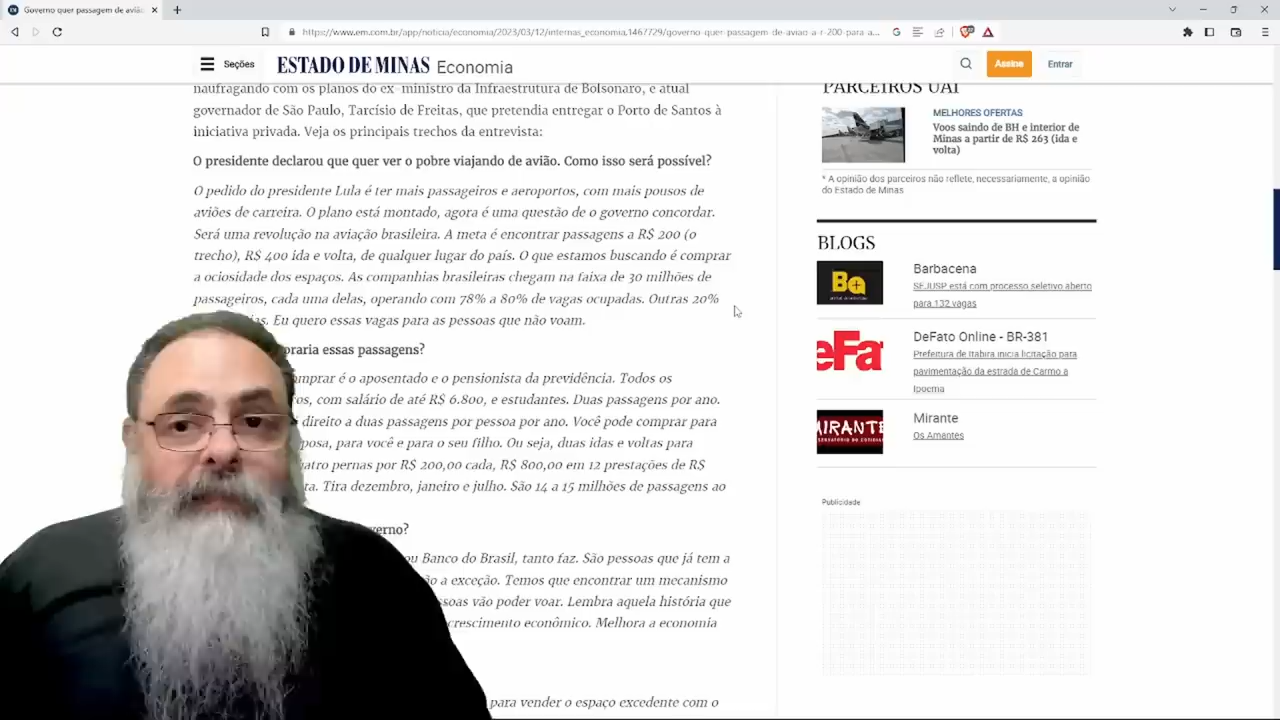 Governo quer passagem de aviã
https://www.em.com.br/app/noticia/economia/2023/03/12/internas_economia,1467729/governo-quer-passagem-de-aviao-a-r-200-para-a...
Seções
ESTADO DE MINAS Economia
Assine
Entrar
naufragando com os planos do ex-ministro da Infraestrutura de Bolsonaro, e atual
governador de São Paulo, Tarcísio de Freitas, que pretendia entregar o Porto de Santos à
iniciativa privada. Veja os principais trechos da entrevista:
O presidente declarou que quer ver o pobre viajando de avião. Como isso será possível?
O pedido do presidente Lula é ter mais passageiros e aeroportos, com mais pousos de
aviões de carreira. O plano está montado, agora é uma questão de o governo concordar.
Será uma revolução na aviação brasileira. A meta é encontrar passagens a R$ 200 (o
trecho), R$ 400 ida e volta, de qualquer lugar do país. O que estamos buscando é comprar
a ociosidade dos espaços. As companhias brasileiras chegam na faixa de 30 milhões de
passageiros, cada uma delas, operando com 78% a 80% de vagas ocupadas. Outras 20%
s. Eu quero essas vagas para as pessoas que não voam.
praria essas passagens?
mprar é o aposentado e o pensionista da previdência. Todos os
os, com salário de até R$ 6.800, e estudantes. Duas passagens por ano.
direito a duas passagens por pessoa por ano. Você pode comprar para
posa, para você e para o seu filho. Ou seja, duas idas e voltas para
atro pernas por R$ 200,00 cada, R$ 800,00 em 12 prestações de R$
ta. Tira dezembro, janeiro e julho. São 14 a 15 milhões de passagens ao
verno?
ou Banco do Brasil, tanto faz. São pessoas que já tem a
ão a exceção. Temos que encontrar um mecanismo
ssoas vão poder voar. Lembra aquela história que
crescimento econômico. Melhora a economia
para vender o espaço excedente com o
PARCEIROS UAI
MELHORES OFERTAS
Voos saindo de BH e interior de
Minas a partir de R$ 263 (ida e
volta)
* A opinião dos parceiros não reflete, necessariamente, a opinião
do Estado de Minas
BLOGS
Barbacena
SEJUSP está com processo seletivo aberto
para 132 vagas
eFa
DeFato Online - BR-381
Prefeitura de Itabira inicia licitação para
pavimentação da estrada de Carmo a
Ipoema
MIRANTE
Mirante
Os Amantes
Publicidade